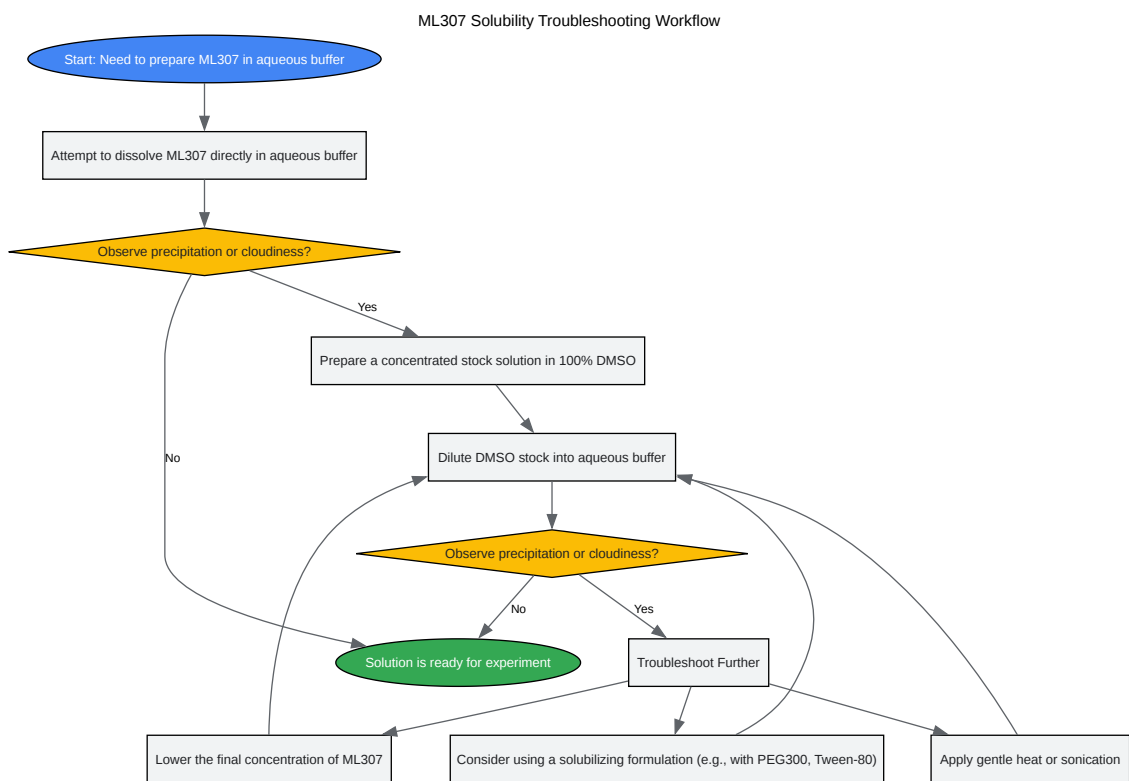 ML307 Solubility Troubleshooting Workflow
Start: Need to prepare ML307 in aqueous buffer
Attempt to dissolve ML307 directly in aqueous buffer
Observe precipitation or cloudiness?
Yes
Prepare a concentrated stock solution in 100% DMSO
No
Dilute DMSO stock into aqueous buffer
Observe precipitation or cloudiness?
No
Yes
Solution is ready for experiment
Troubleshoot Further
Lower the final concentration of ML307
Consider using a solubilizing formulation (e.g., with PEG300, Tween-80)
Apply gentle heat or sonication